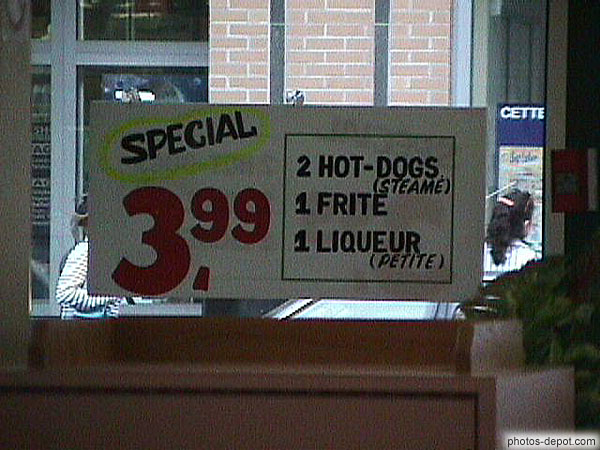 SPECIAL
3.99
2 HOT-DOGS
(STEAMÉ)
1 FRITE
1 LIQUEUR
(PETITE)
CETTE
photos-depot.com